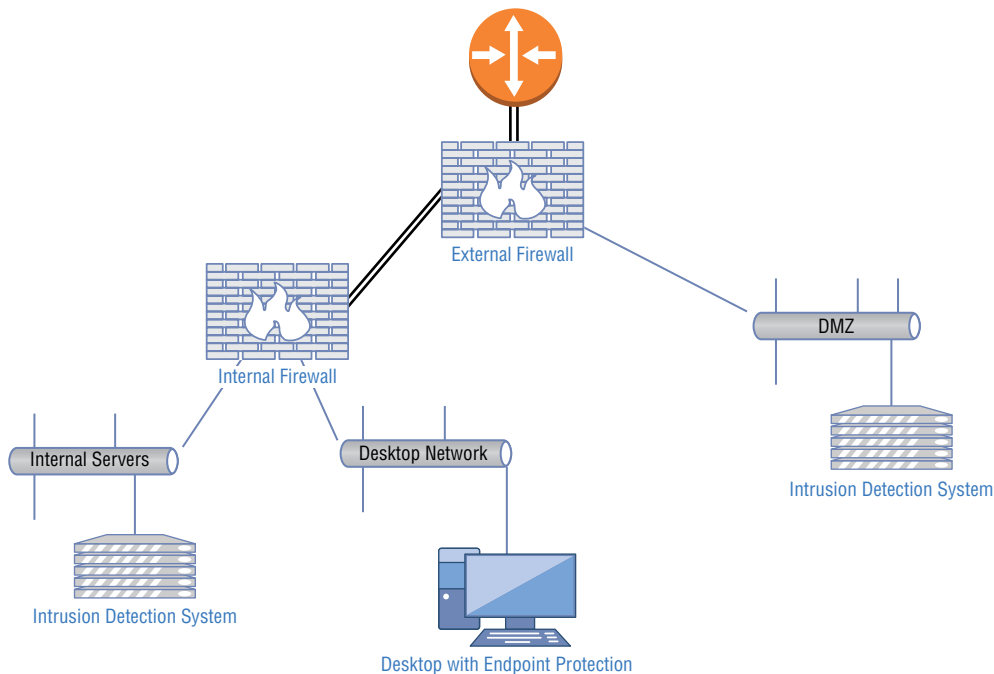 External Firewall
DMZ
Internal Firewall
Internal Servers
Desktop Network
Intrusion Detection System
Intrusion Detection System
Desktop with Endpoint Protection